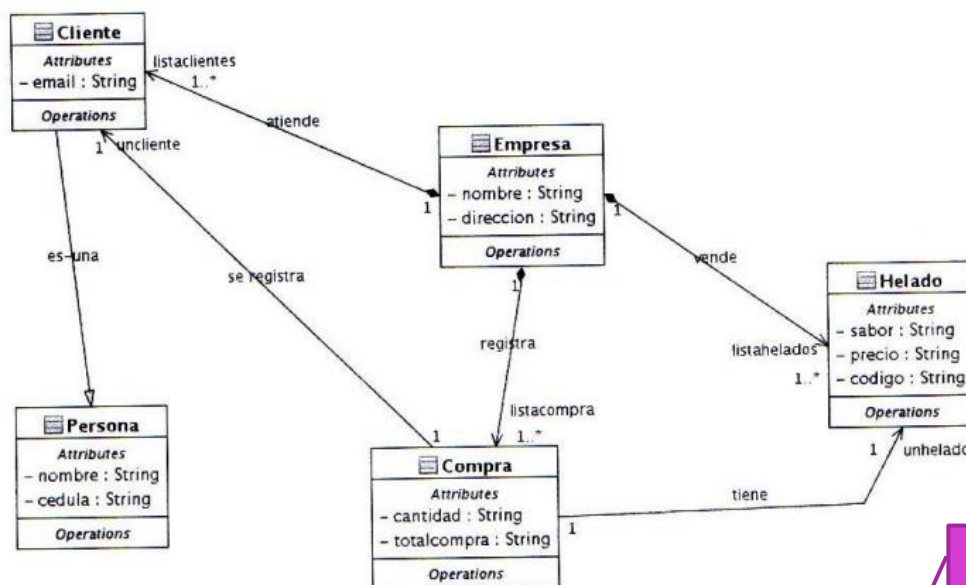 Cliente
Attributes
– email : String
Operations
listaclientes
1..*
atiende
1
1 uncliente
Empresa
Attributes
– nombre : String
– direccion : String
Operations
1
1
es-una
se registra
vende
registra
Helado
Attributes
– sabor : String
– precio : String
– codigo : String
Operations
listahelados
1..*
listacompra
1..*
Persona
Attributes
– nombre : String
– cedula : String
Operations
1
Compra
Attributes
– cantidad : String
– totalcompra : String
Operations
1
tiene
1
unhelado